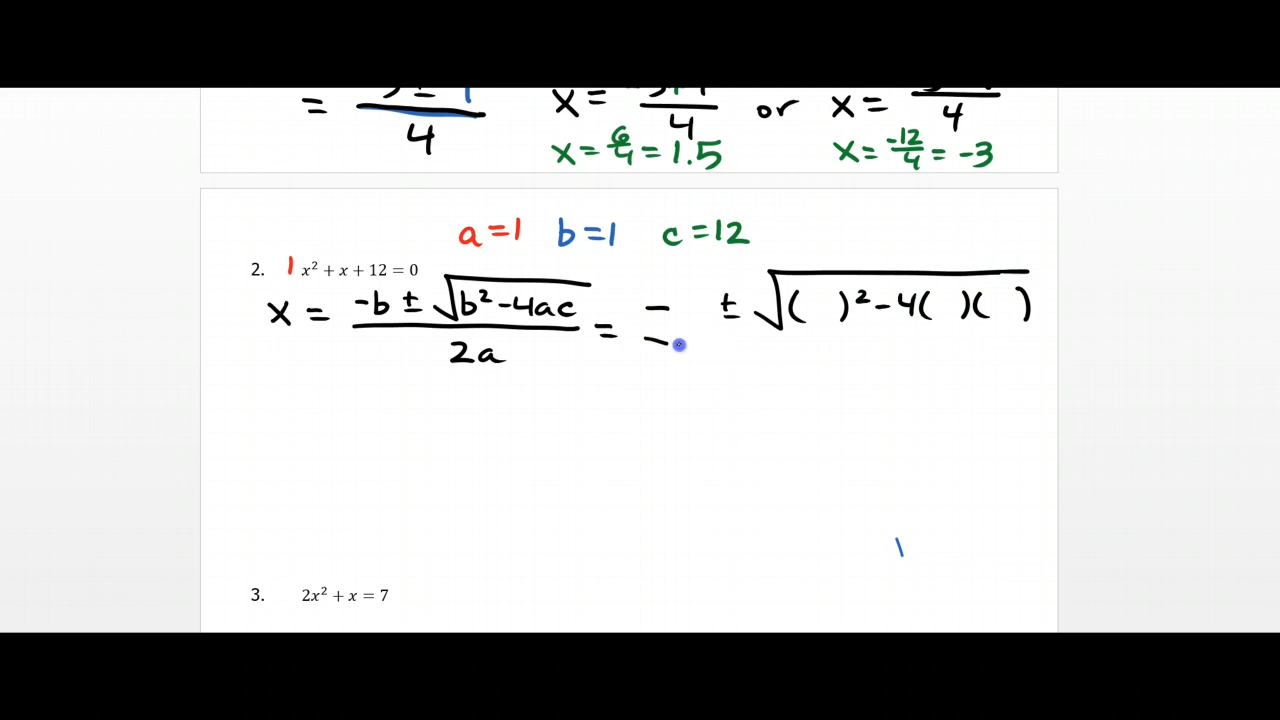 = 4 x = 4 or x = 4
x = 6/4 = 1.5 x = -12/4 = -3
a = 1 b = 1 c = 12
2. 1 x² + x + 12 = 0
x = -b ± √b² - 4ac / 2a = - ± √( )² - 4( )( )
3. 2x² + x = 7